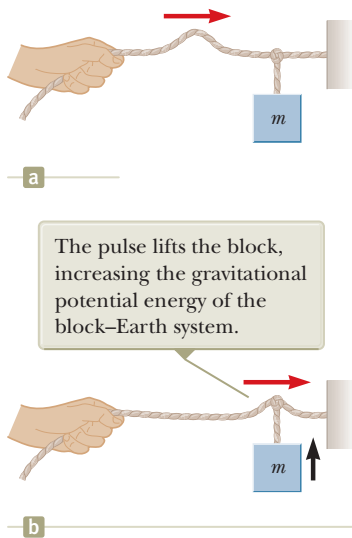 m
a
The pulse lifts the block,
increasing the gravitational
potential energy of the
block–Earth system.
m
b